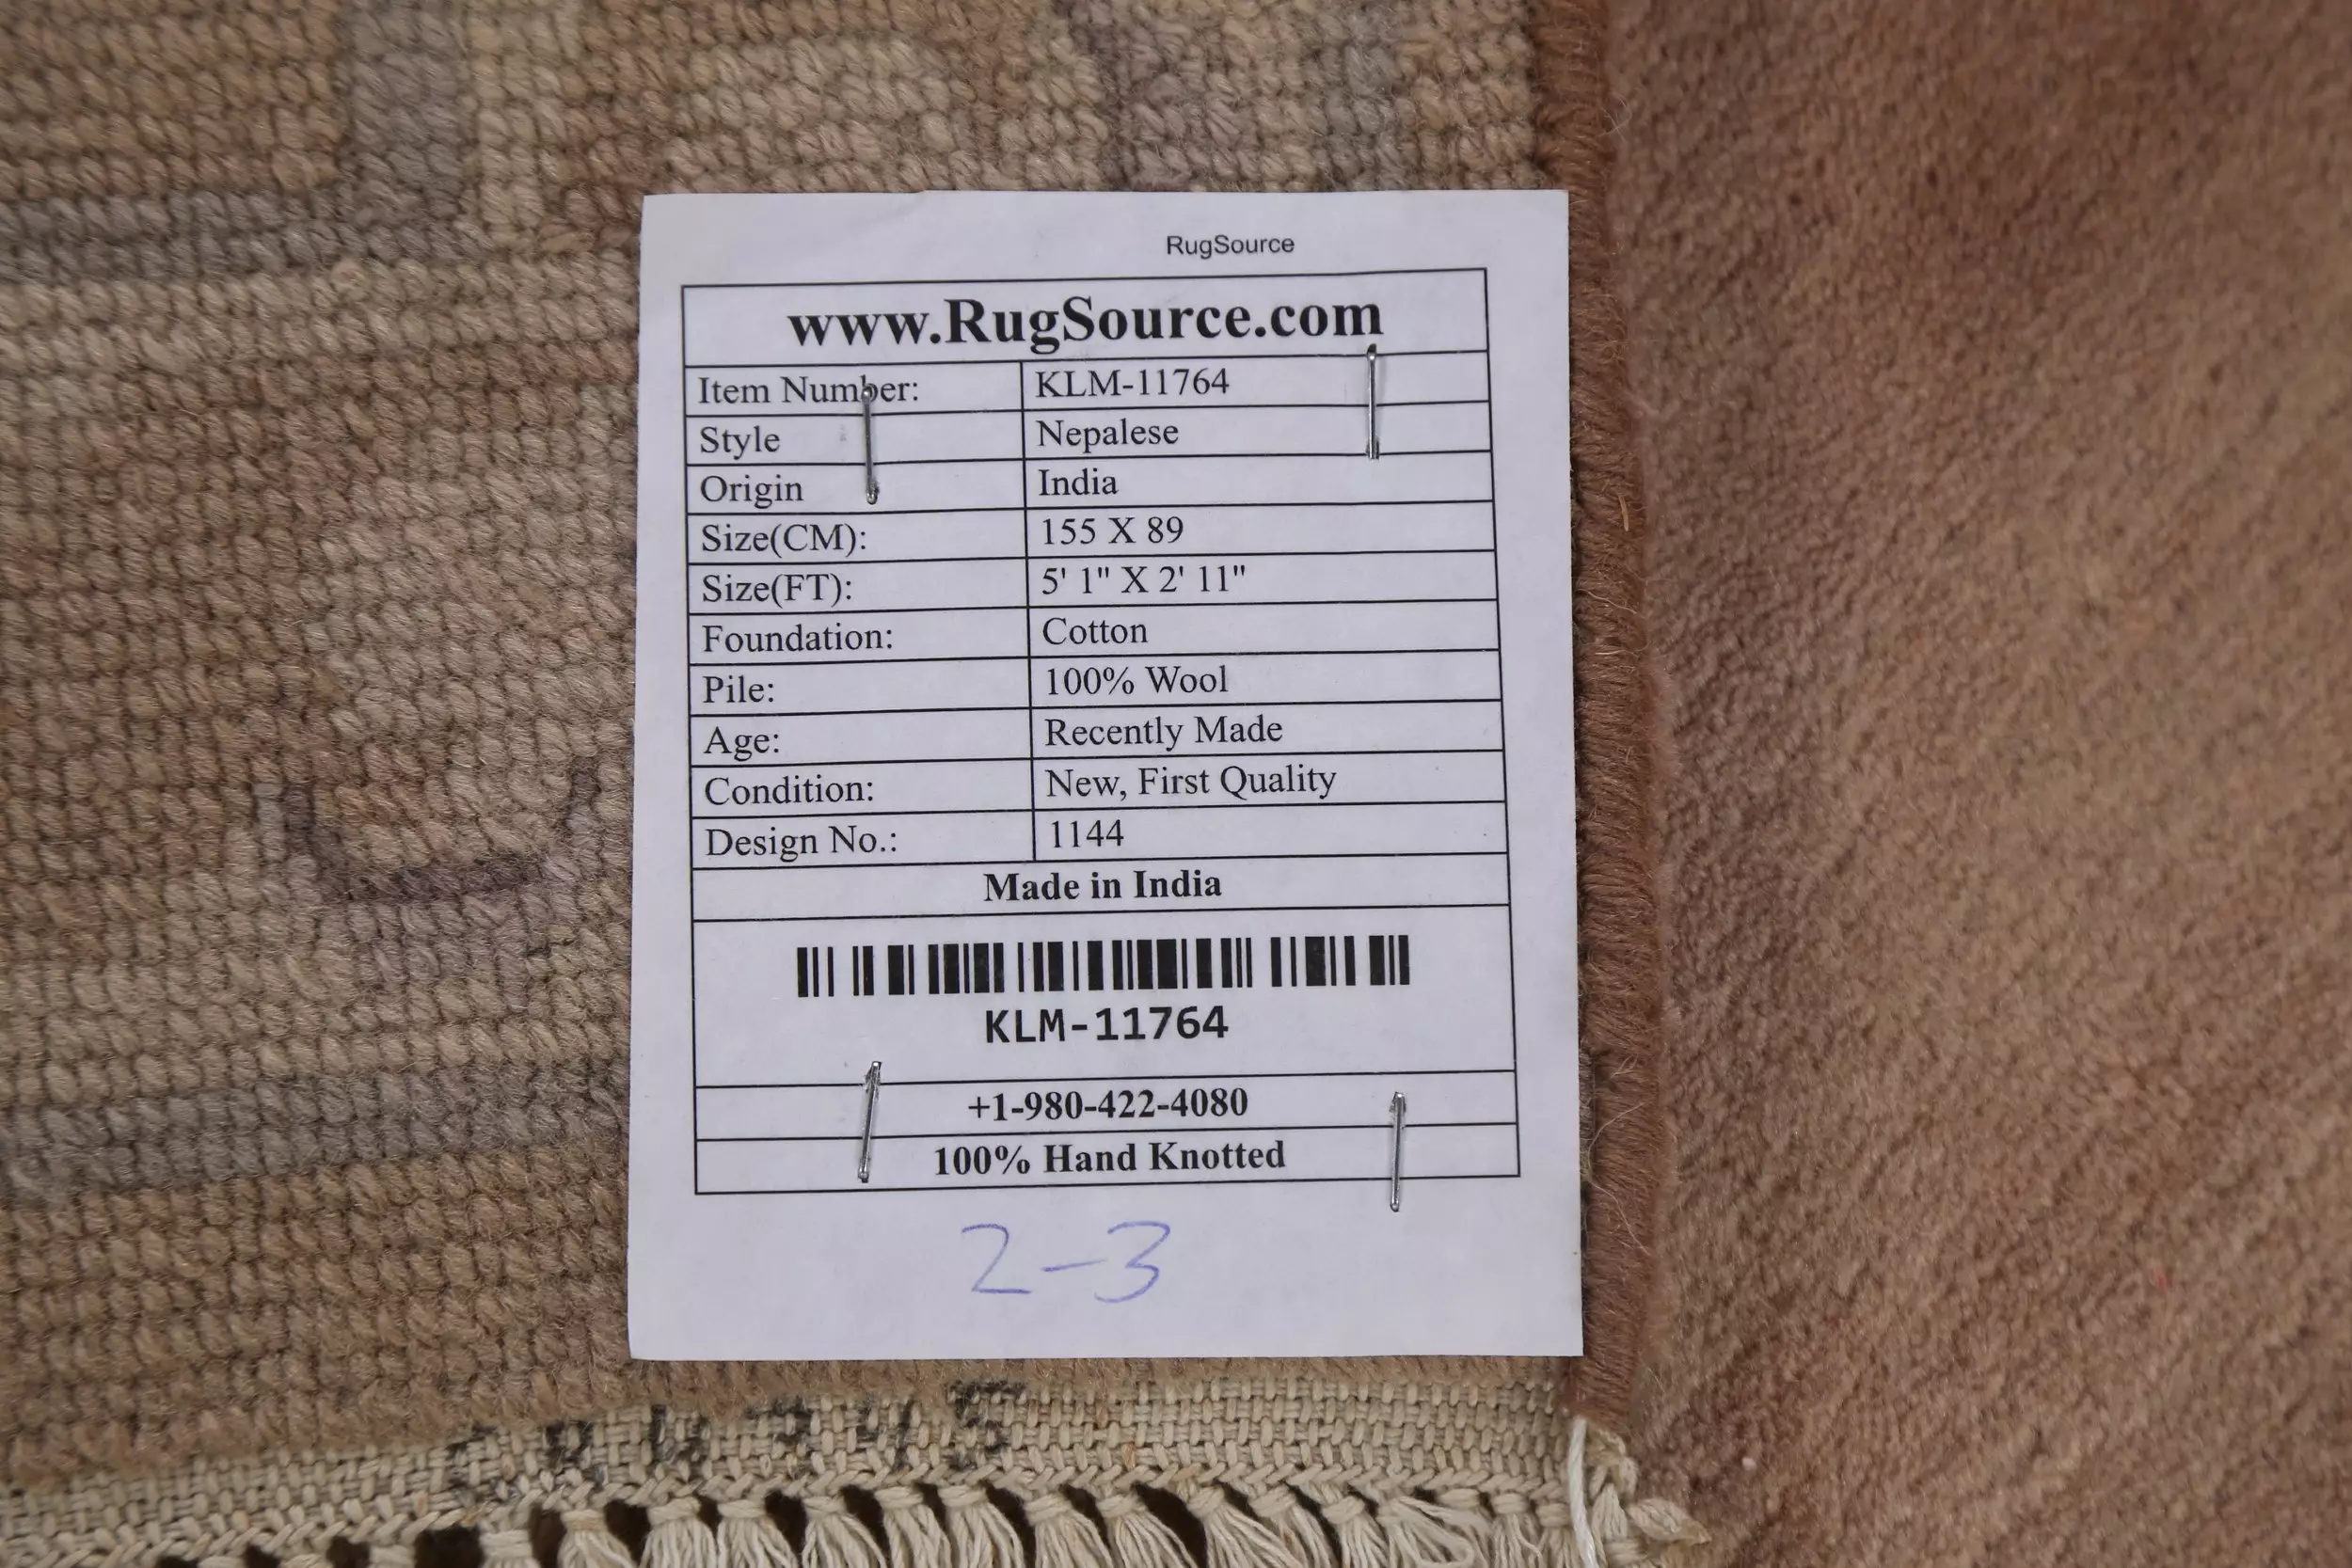 RugSource
www.RugSource.com
Item Number: KLM-11764
Style Nepalese
Origin India
Size(CM): 155 X 89
Size(FT): 5' 1" X 2' 11"
Foundation: Cotton
Pile: 100% Wool
Age: Recently Made
Condition: New, First Quality
Design No.: 1144
Made in India
KLM-11764
+1-980-422-4080
100% Hand Knotted
2-3